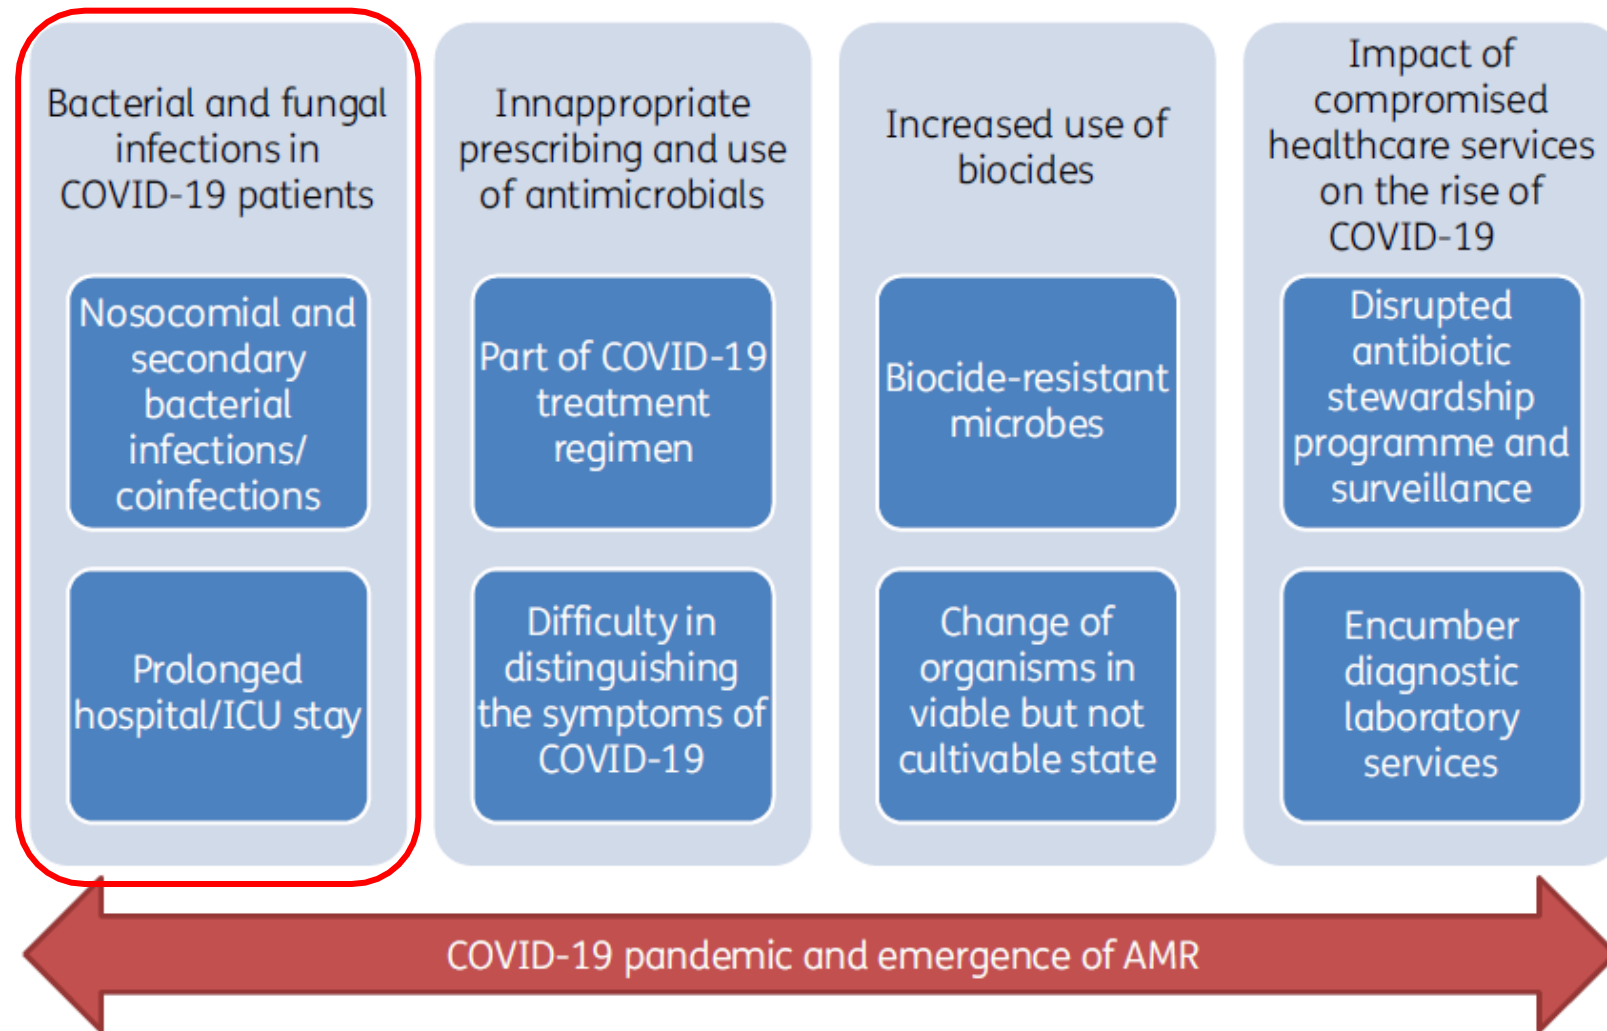 Bacterial and fungal
infections in
COVID-19 patients
Nosocomial and
secondary
bacterial
infections/
coinfections
Prolonged
hospital/ICU stay
Innappropriate
prescribing and use
of antimicrobials
Part of COVID-19
treatment
regimen
Difficulty in
distinguishing
the symptoms of
COVID-19
Increased use of
biocides
Biocide-resistant
microbes
Change of
organisms in
viable but not
cultivable state
Impact of
compromised
healthcare services
on the rise of
COVID-19
Disrupted
antibiotic
stewardship
programme and
surveillance
Encumber
diagnostic
laboratory
services
COVID-19 pandemic and emergence of AMR